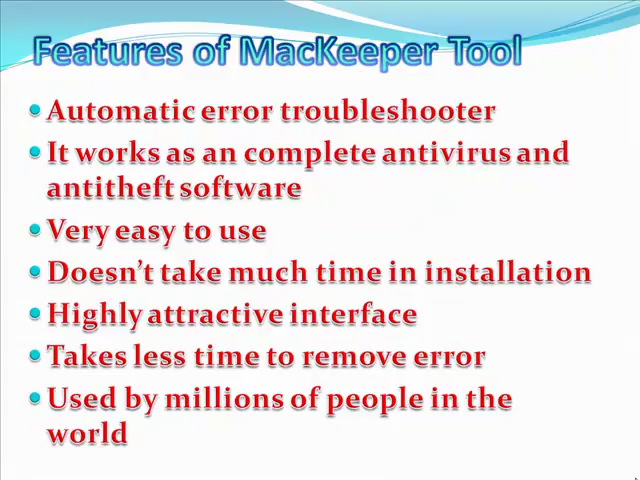 Features of MacKeeper Tool
Automatic error troubleshooter
It works as an complete antivirus and
antitheft software
Very easy to use
Doesn't take much time in installation
Highly attractive interface
Takes less time to remove error
Used by millions of people in the
world